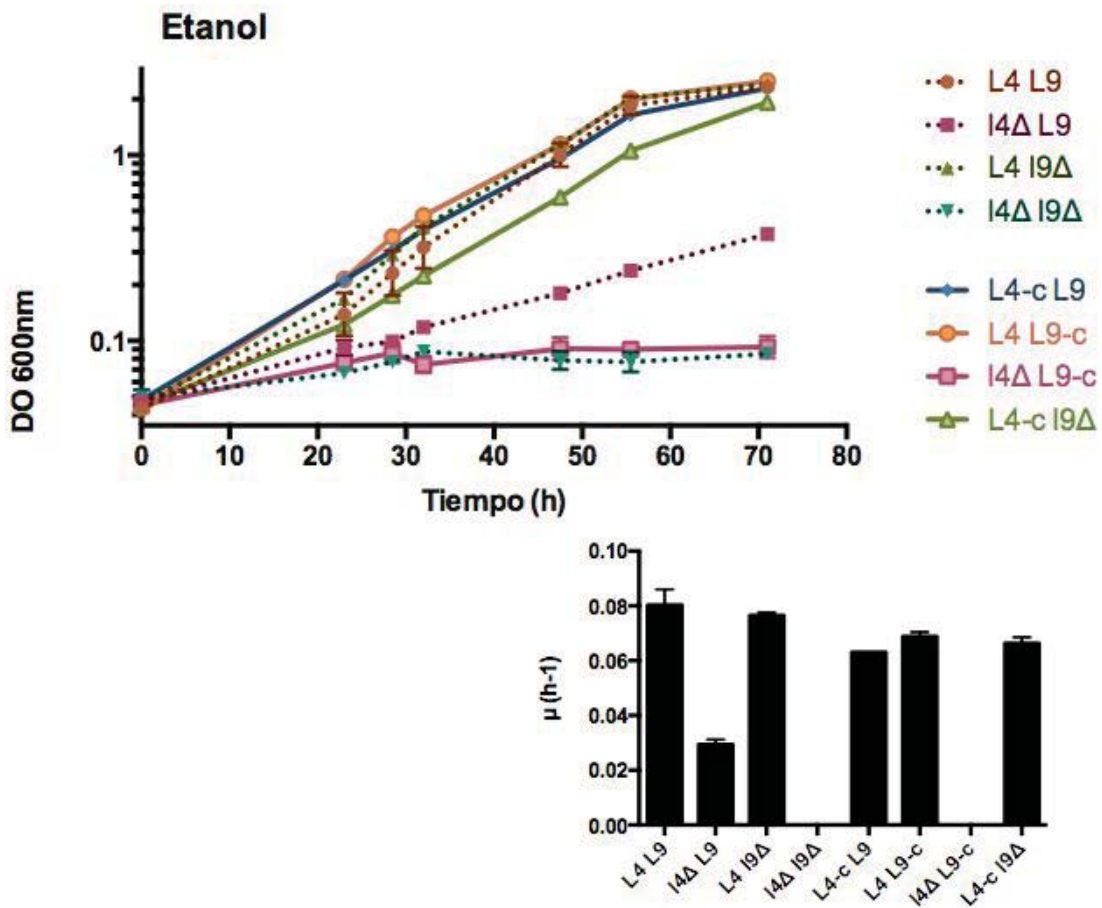 Etanol
DO 600nm
1
0.1
0 10 20 30 40 50 60 70 80
Tiempo (h)
L4 L9
l4Δ L9
L4 l9Δ
l4Δ l9Δ
L4-c L9
L4 L9-c
l4Δ L9-c
L4-c l9Δ
μ (h-1)
0.10
0.08
0.06
0.04
0.02
0.00
L4 L9
l4Δ L9
L4 l9Δ
l4Δ l9Δ
L4-c L9
L4 L9-c
l4Δ L9-c
L4-c l9Δ